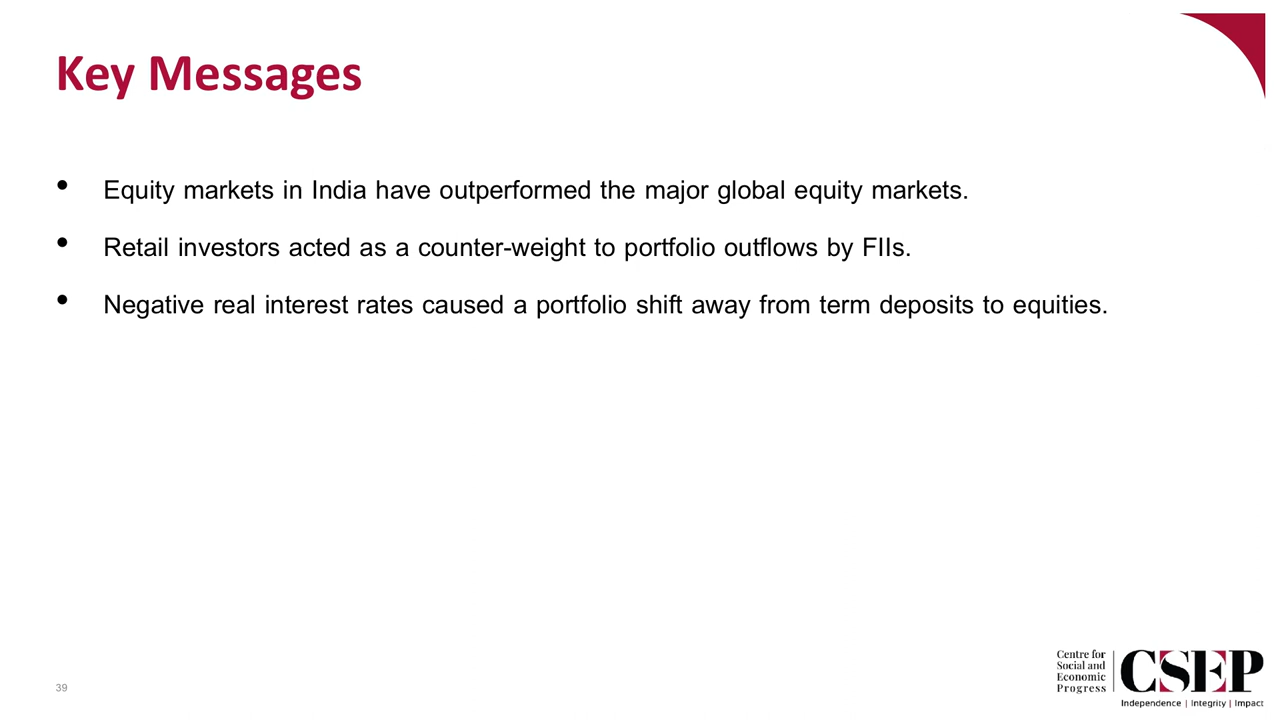 Key Messages
• Equity markets in India have outperformed the major global equity markets.
• Retail investors acted as a counter-weight to portfolio outflows by FIIs.
• Negative real interest rates caused a portfolio shift away from term deposits to equities.
39
Centre for
Social and
Economic
Progress
CSEP
Independence | Integrity | Impact